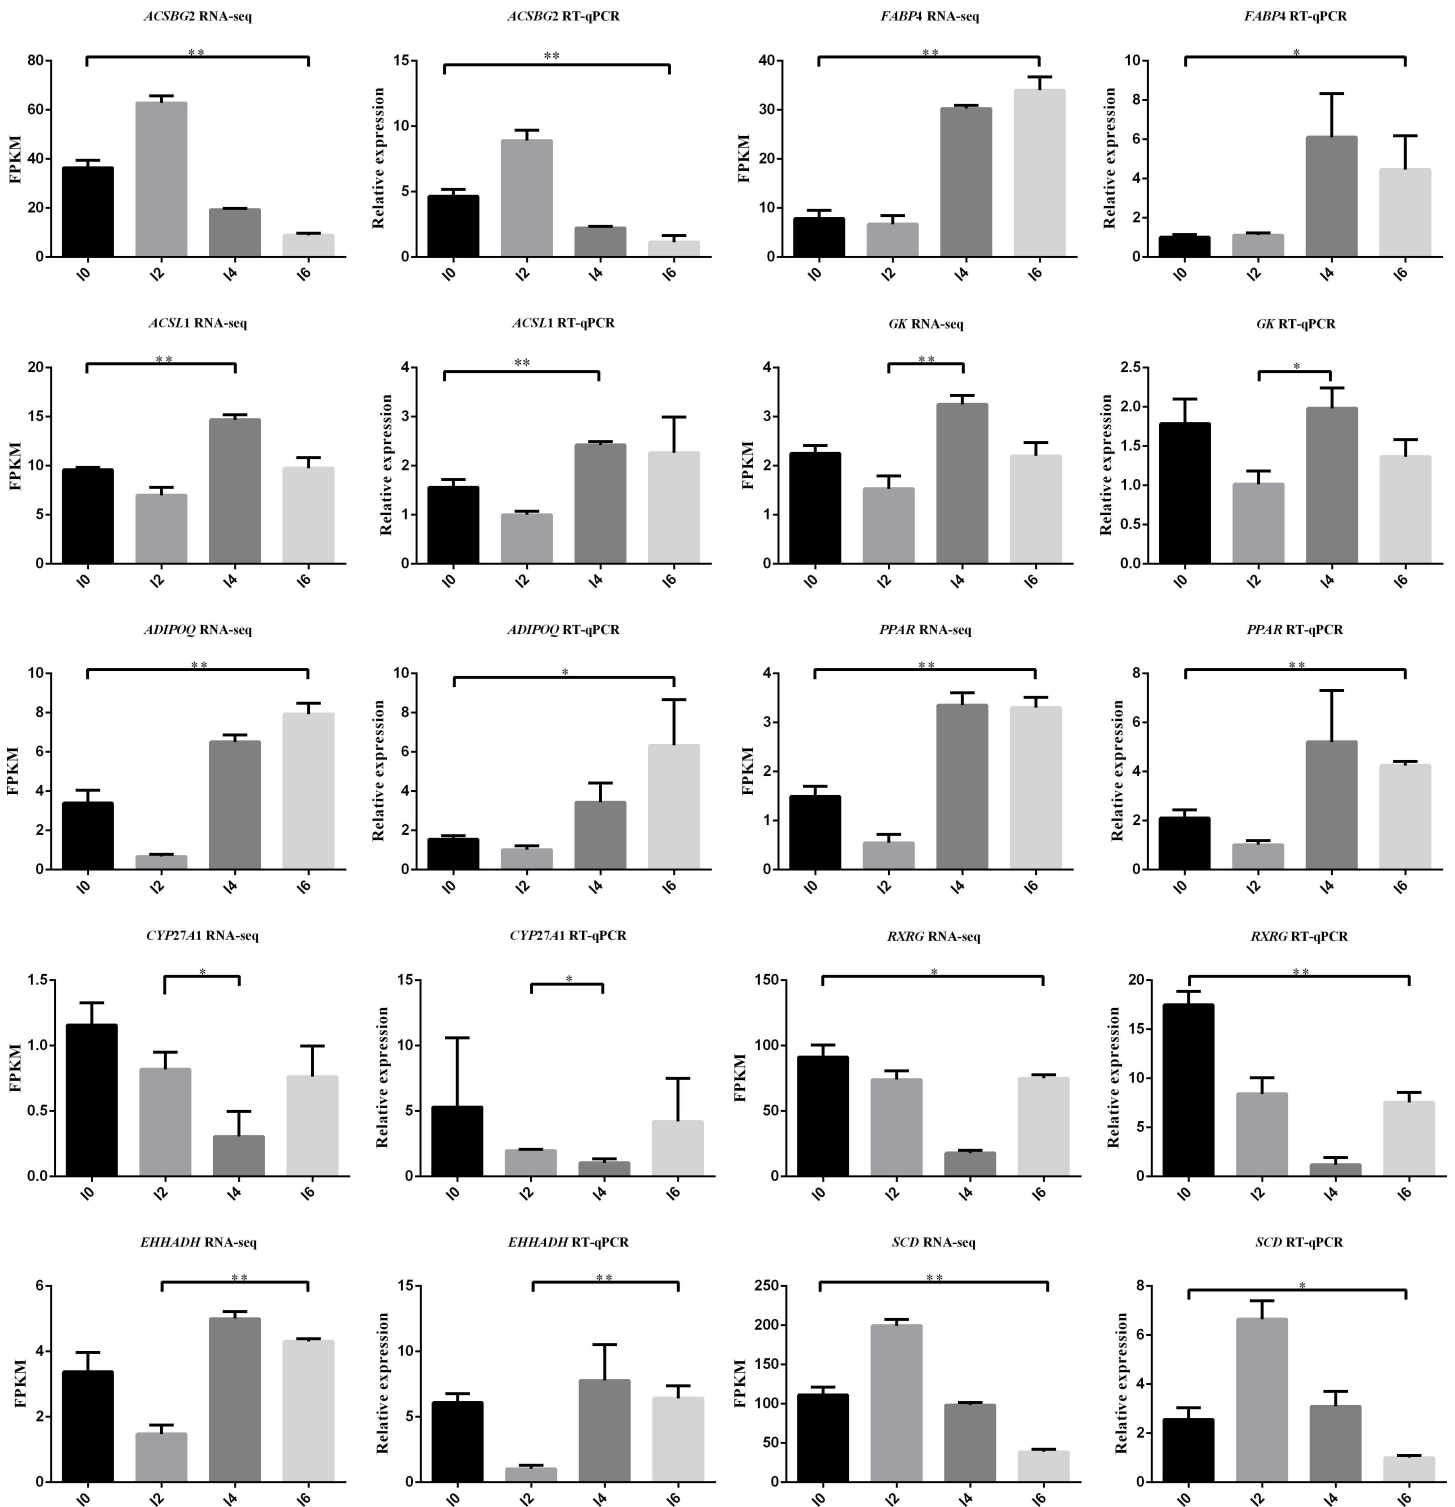 ACSBG2 RNA-seq
**
FPKM
80
60
40
20
0
I0 I2 I4 I6
ACSBG2 RT-qPCR
**
Relative expression
15
10
5
0
I0 I2 I4 I6
FABP4 RNA-seq
**
FPKM
40
30
20
10
0
I0 I2 I4 I6
FABP4 RT-qPCR
*
Relative expression
10
8
6
4
2
0
I0 I2 I4 I6
ACSL1 RNA-seq
**
FPKM
20
15
10
5
0
I0 I2 I4 I6
ACSL1 RT-qPCR
**
Relative expression
4
3
2
1
0
I0 I2 I4 I6
GK RNA-seq
**
FPKM
4
3
2
1
0
I0 I2 I4 I6
GK RT-qPCR
*
Relative expression
2.5
2.0
1.5
1.0
0.5
0.0
I0 I2 I4 I6
ADIPOQ RNA-seq
**
FPKM
10
8
6
4
2
0
I0 I2 I4 I6
ADIPOQ RT-qPCR
*
Relative expression
10
8
6
4
2
0
I0 I2 I4 I6
PPAR RNA-seq
**
FPKM
4
3
2
1
0
I0 I2 I4 I6
PPAR RT-qPCR
**
Relative expression
8
6
4
2
0
I0 I2 I4 I6
CYP27A1 RNA-seq
*
FPKM
1.5
1.0
0.5
0.0
I0 I2 I4 I6
CYP27A1 RT-qPCR
*
Relative expression
15
10
5
0
I0 I2 I4 I6
RXRG RNA-seq
*
FPKM
150
100
50
0
I0 I2 I4 I6
RXRG RT-qPCR
**
Relative expression
20
15
10
5
0
I0 I2 I4 I6
EHHADH RNA-seq
**
FPKM
6
4
2
0
I0 I2 I4 I6
EHHADH RT-qPCR
**
Relative expression
15
10
5
0
I0 I2 I4 I6
SCD RNA-seq
**
FPKM
250
200
150
100
50
0
I0 I2 I4 I6
SCD RT-qPCR
*
Relative expression
8
6
4
2
0
I0 I2 I4 I6